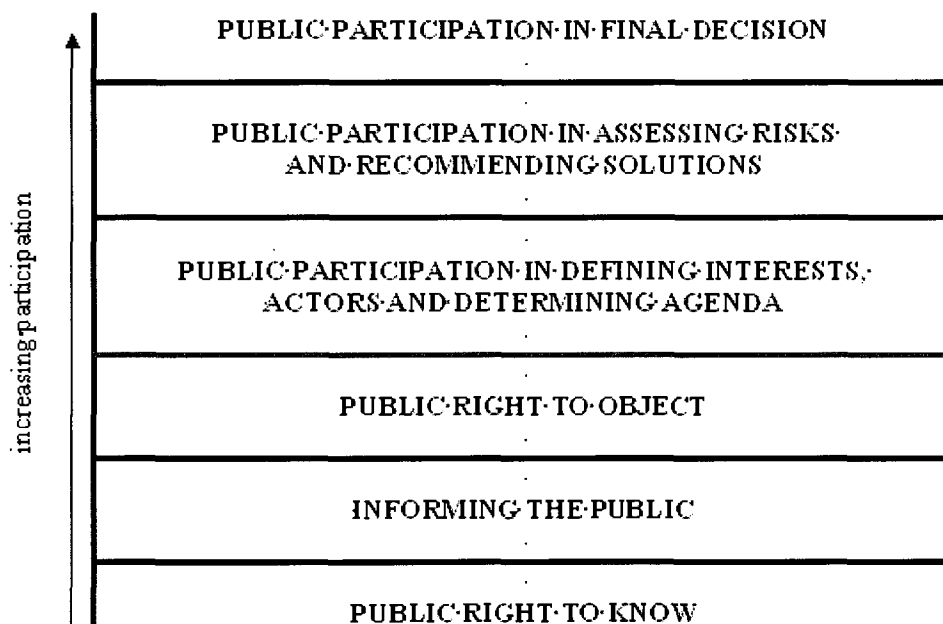 PUBLIC PARTICIPATION IN FINAL DECISION
PUBLIC PARTICIPATION IN ASSESSING RISKS
AND RECOMMENDING SOLUTIONS
PUBLIC PARTICIPATION IN DEFINING INTERESTS,
ACTORS AND DETERMINING AGENDA
PUBLIC RIGHT TO OBJECT
INFORMING THE PUBLIC
PUBLIC RIGHT TO KNOW
increasing participation